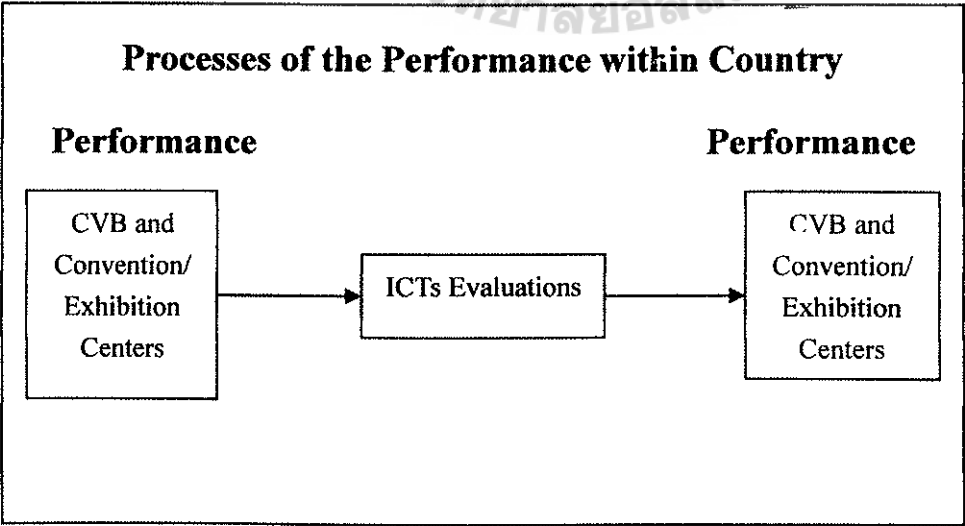 Processes of the Performance within Country
Performance
Performance
CVB and
Convention/
Exhibition
Centers
ICTs Evaluations
CVB and
Convention/
Exhibition
Centers